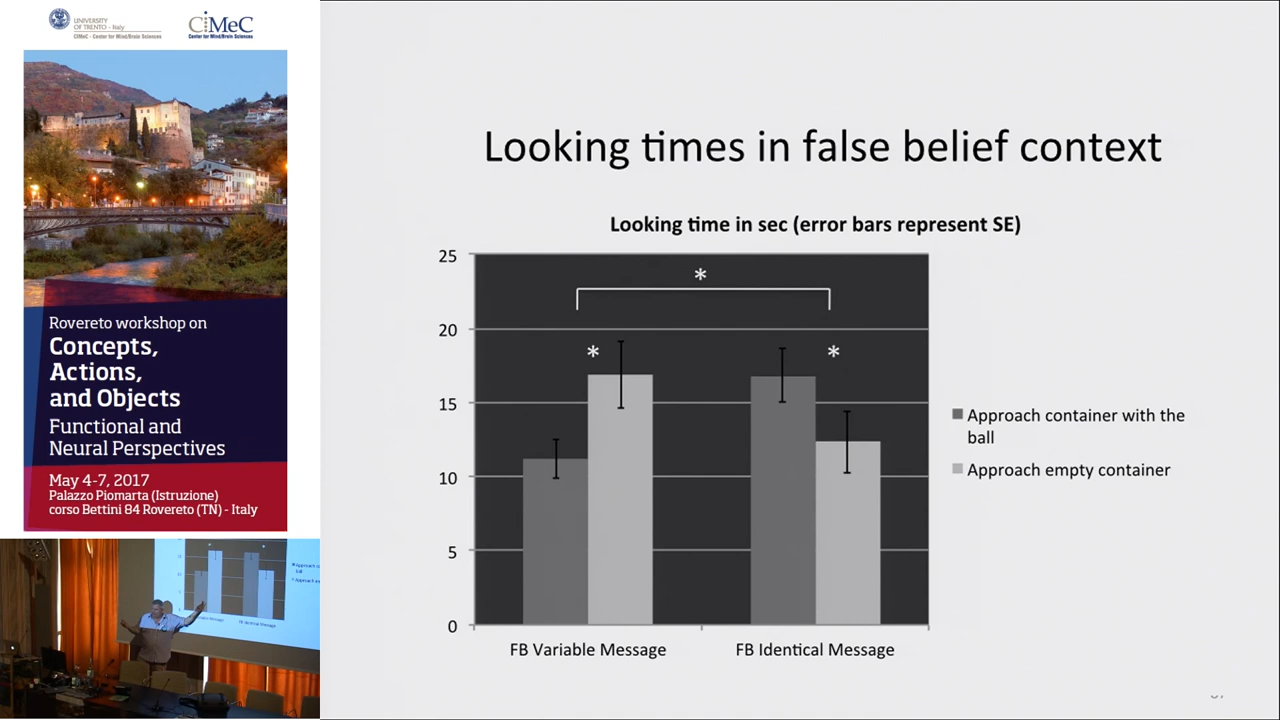 UNIVERSITY
OF TRENTO - Italy
CIMeC - Center for Mind/Brain Sciences
CiMeC
Center for Mind/Brain Sciences
Rovereto workshop on
Concepts,
Actions,
and Objects
Functional and
Neural Perspectives
May 4-7, 2017
Palazzo Piomarta (Istruzione)
corso Bettini 84 Rovereto (TN) - Italy
Looking times in false belief context
Looking time in sec (error bars represent SE)
25
20
15
10
5
0
*
*
*
FB Variable Message
FB Identical Message
Approach container with the
ball
Approach empty container